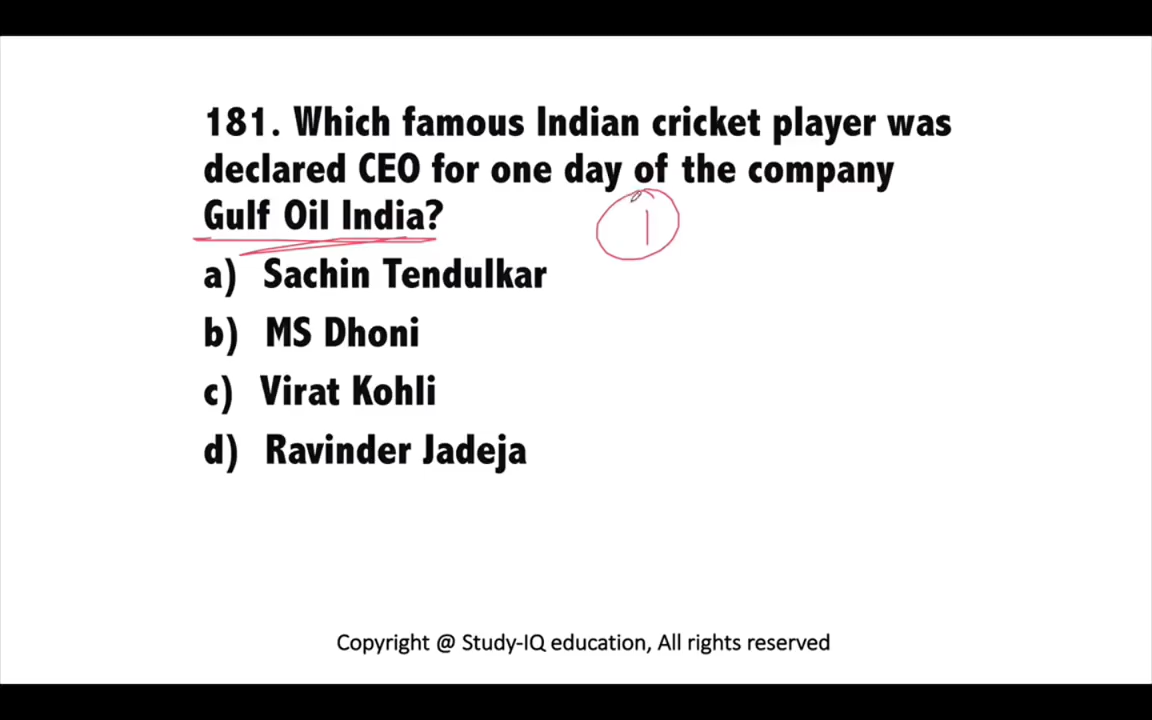 181. Which famous Indian cricket player was
declared CEO for one day of the company
Gulf Oil India?
1
a) Sachin Tendulkar
b) MS Dhoni
c) Virat Kohli
d) Ravinder Jadeja
Copyright @ Study-IQ education, All rights reserved